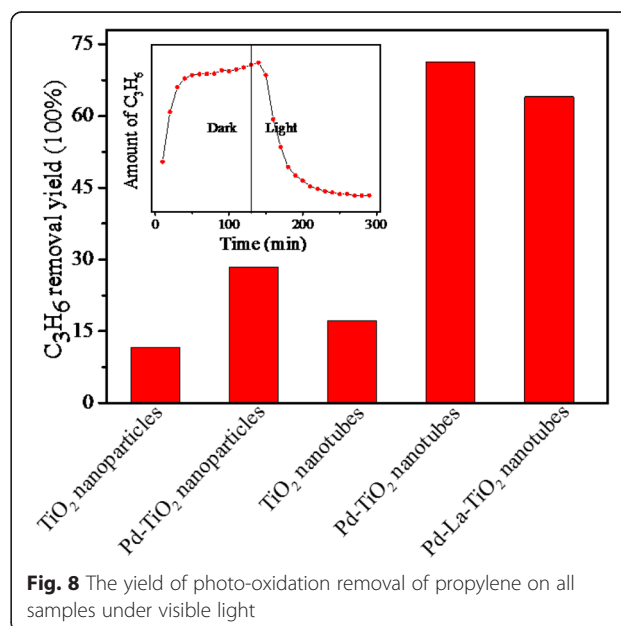 75
60
45
30
15
0
C₃H₆ removal yield (100%)
Amount of C₃H₆
Dark
Light
0
100
200
300
Time (min)
TiO₂ nanoparticles
Pd-TiO₂ nanoparticles
TiO₂ nanotubes
Pd-TiO₂ nanotubes
Pd-La-TiO₂ nanotubes
Fig. 8 The yield of photo-oxidation removal of propylene on all
samples under visible light